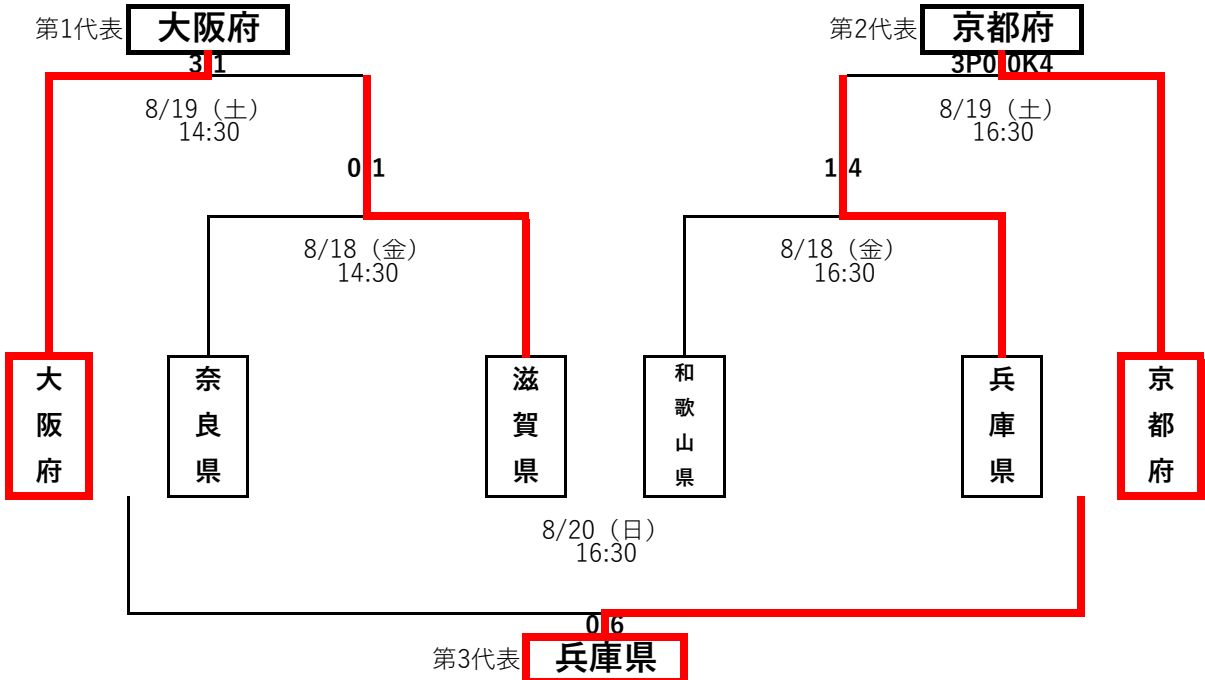 第1代表
大阪府
第2代表
京都府
3 1
3P0 0K4
8/19（土）
14:30
8/19（土）
16:30
0 1
1 4
8/18（金）
14:30
8/18（金）
16:30
大阪府
奈良県
滋賀県
和歌山県
兵庫県
京都府
8/20（日）
16:30
0 6
第3代表
兵庫県